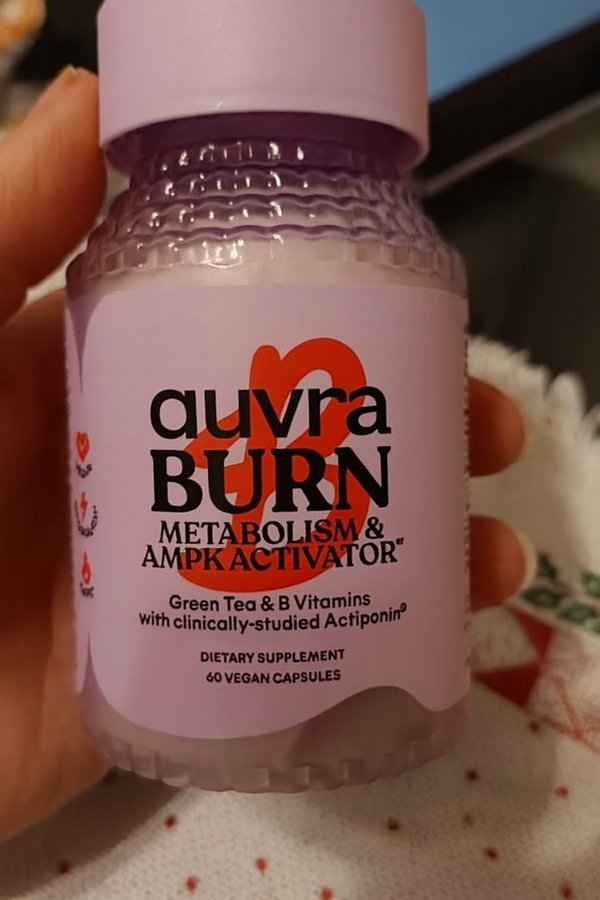 auvra
BURN
METABOLISM &
AMPK ACTIVATOR
Green Tea & B Vitamins
with clinically-studied Actiponin®
DIETARY SUPPLEMENT
60 VEGAN CAPSULES